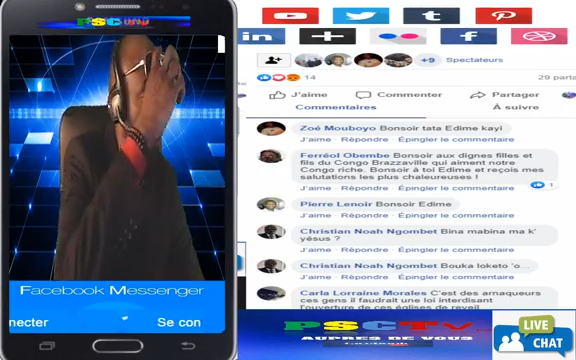 PSCTV
Facebook Messenger
necter
Se con
+9 Spectateurs
14
29 parta
J'aime
Commenter
Partager
Commentaires
À suivre
Zoé Mouboyo Bonsoir tata Edime kayi
J'aime · Répondre · Épingler le commentaire
Ferréol Obembe Bonsoir aux dignes filles et
fils du Congo Brazzaville qui aiment notre
Congo riche. Bonsoir à toi Edime et reçois mes
salutations les plus chaleureuses !
1
J'aime · Répondre · Épingler le commentaire
Pierre Lenoir Bonsoir Edime
J'aime · Répondre · Épingler le commentaire
Christian Noah Ngombet Bina mabina ma k'
yésus ?
J'aime · Répondre · Épingler le commentaire
Christian Noah Ngombet Bouka loketo 'o...
J'aime · Répondre · Épingler le commentaire
Carla Lorraine Morales C'est des arnaqueurs
ces gens il faudrait une loi interdisant
l'ouverture de ces églises de reveil
PSCTV
AUPRES DE VOUS
LIVE
CHAT